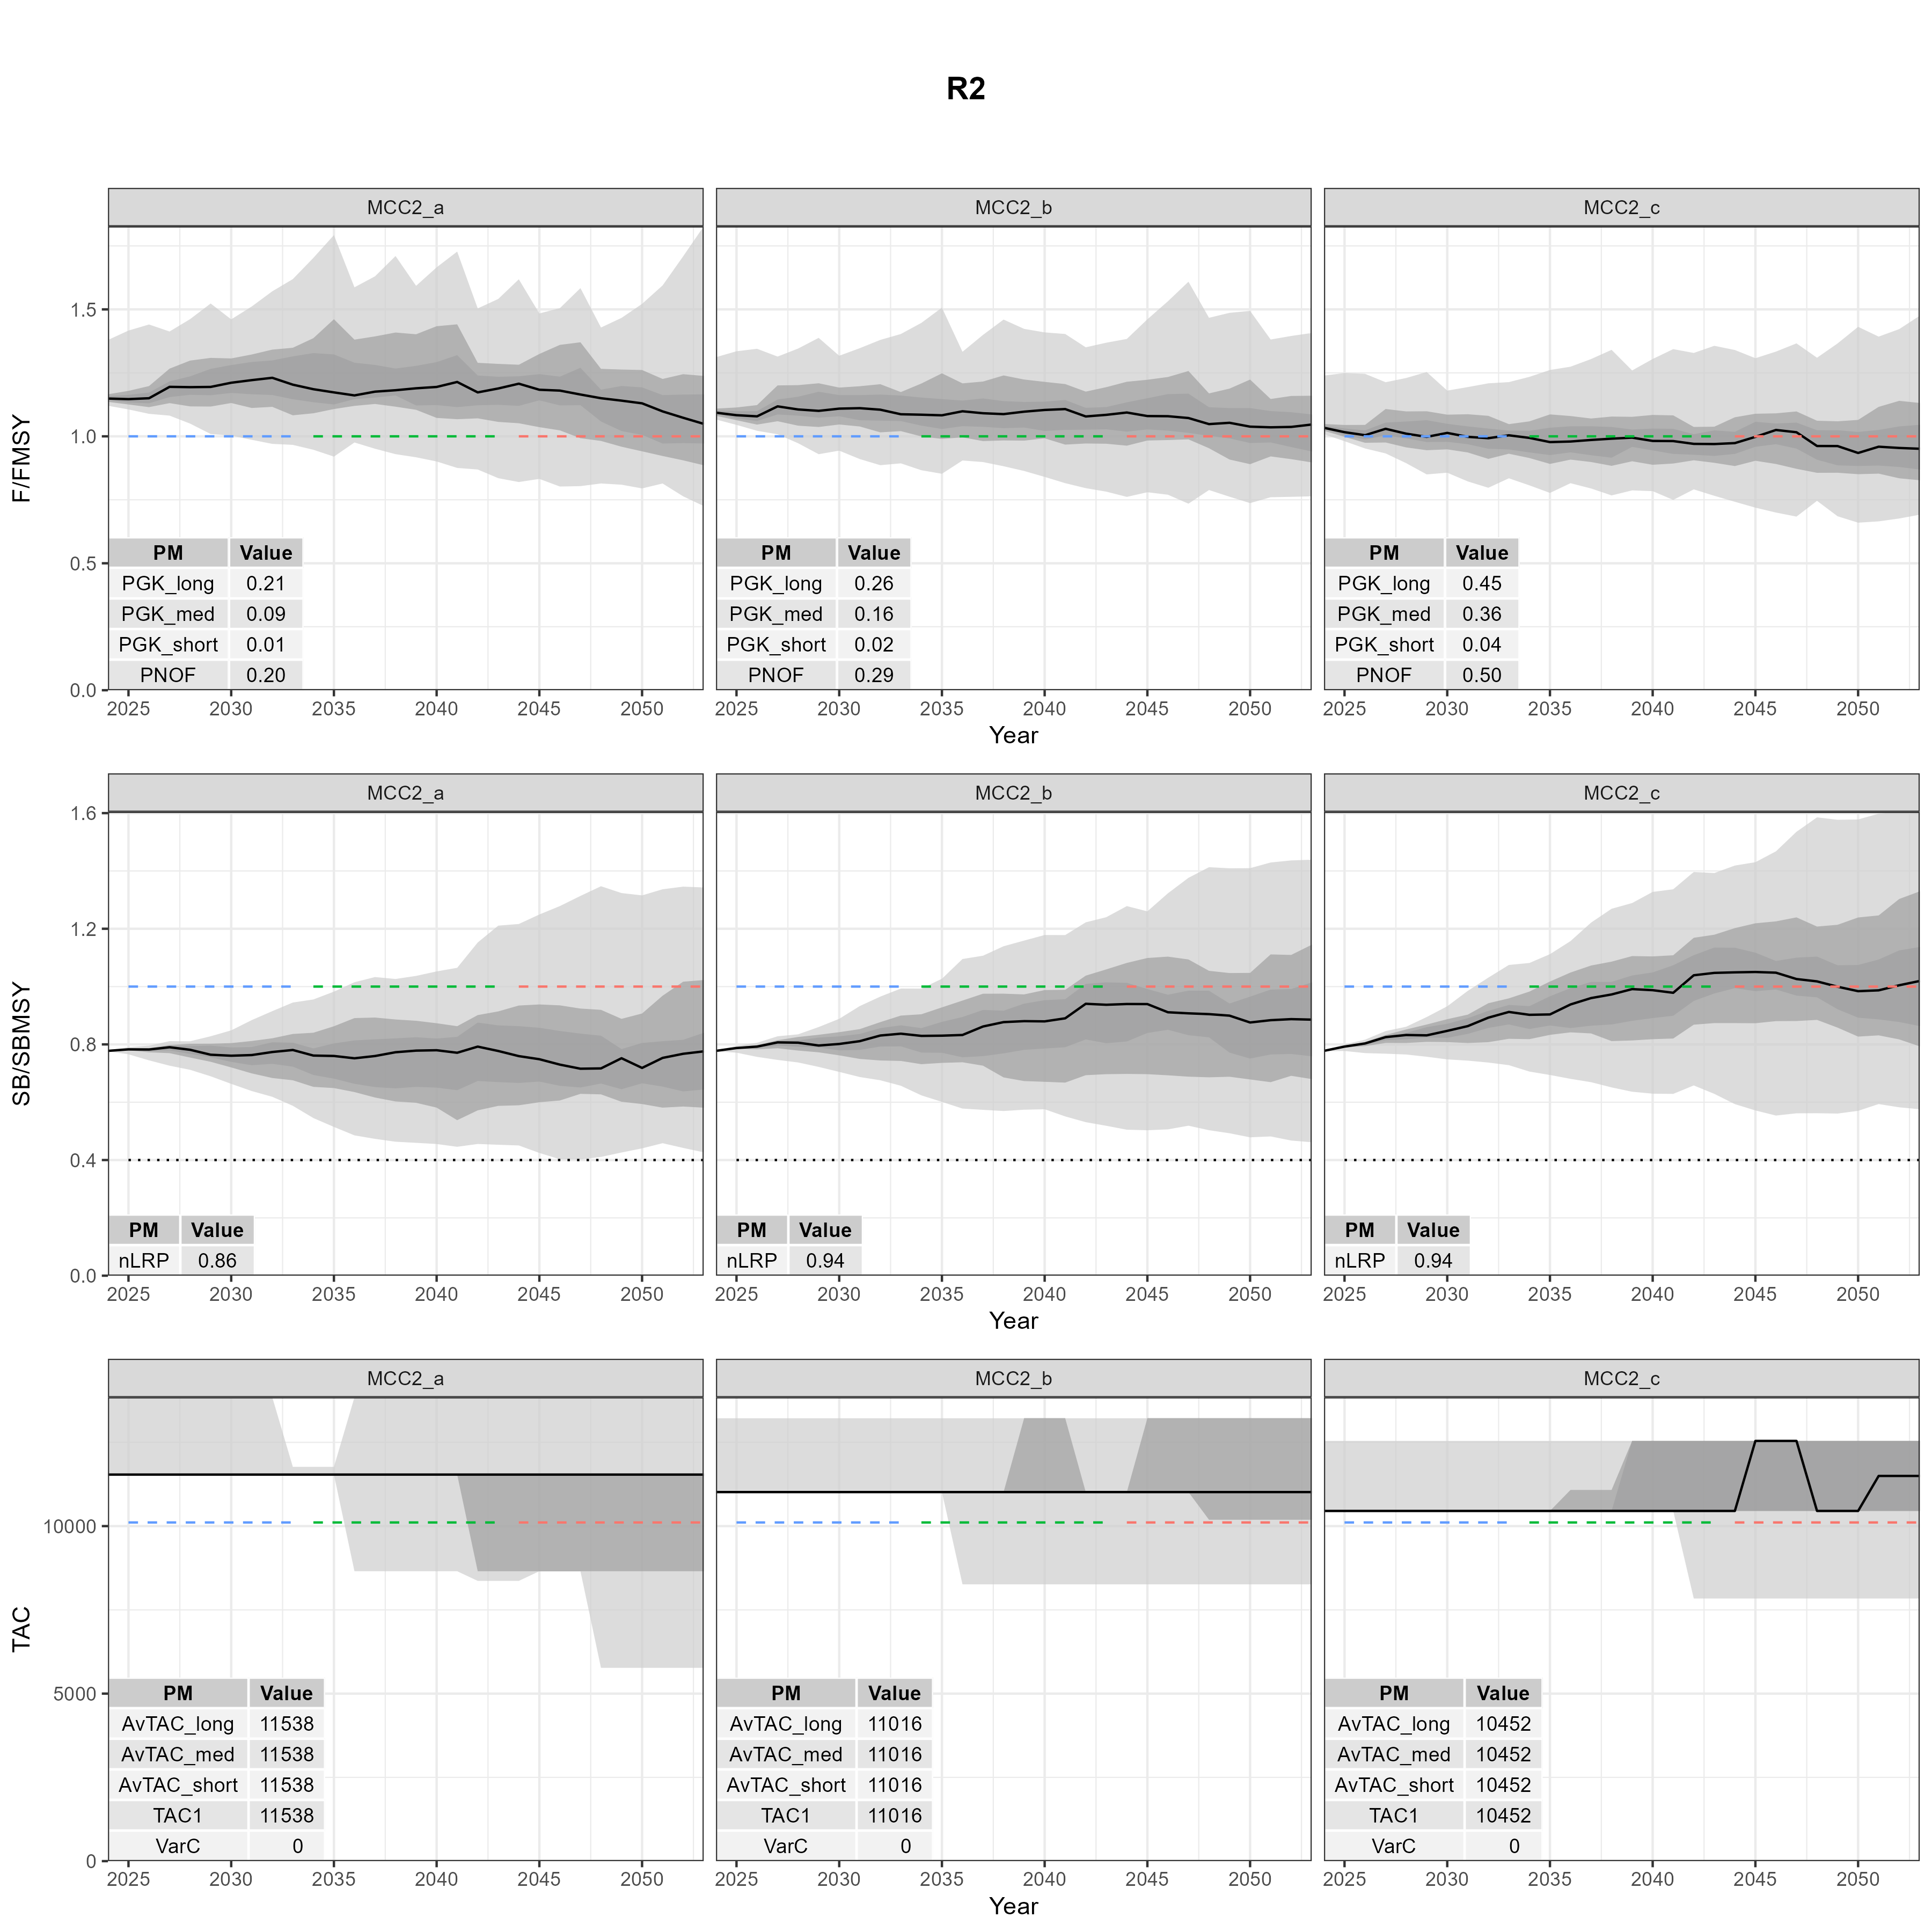 R2
MCC2_a MCC2_b MCC2_c
F/FMSY
1.5
1.0
0.5
0.0
PM Value
PGK_long 0.21
PGK_med 0.09
PGK_short 0.01
PNOF 0.20
PM Value
PGK_long 0.26
PGK_med 0.16
PGK_short 0.02
PNOF 0.29
PM Value
PGK_long 0.45
PGK_med 0.36
PGK_short 0.04
PNOF 0.50
2025 2030 2035 2040 2045 2050 2025 2030 2035 2040 2045 2050 2025 2030 2035 2040 2045 2050
Year
MCC2_a MCC2_b MCC2_c
SB/SBMSY
1.6
1.2
0.8
0.4
0.0
PM Value
nLRP 0.86
PM Value
nLRP 0.94
PM Value
nLRP 0.94
2025 2030 2035 2040 2045 2050 2025 2030 2035 2040 2045 2050 2025 2030 2035 2040 2045 2050
Year
MCC2_a MCC2_b MCC2_c
TAC
10000
5000
0
PM Value
AvTAC_long 11538
AvTAC_med 11538
AvTAC_short 11538
TAC1 11538
VarC 0
PM Value
AvTAC_long 11016
AvTAC_med 11016
AvTAC_short 11016
TAC1 11016
VarC 0
PM Value
AvTAC_long 10452
AvTAC_med 10452
AvTAC_short 10452
TAC1 10452
VarC 0
2025 2030 2035 2040 2045 2050 2025 2030 2035 2040 2045 2050 2025 2030 2035 2040 2045 2050
Year